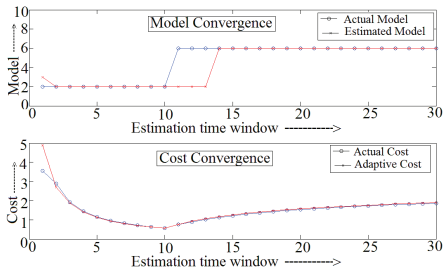 Model Convergence
Actual Model
Estimated Model
Model ------>
10
8
6
4
2
0
0 5 10 15 20 25 30
Estimation time window ----------->
Cost Convergence
Actual Cost
Adaptive Cost
Cost ------>
5
4
3
2
1
0
0 5 10 15 20 25 30
Estimation time window ----------->